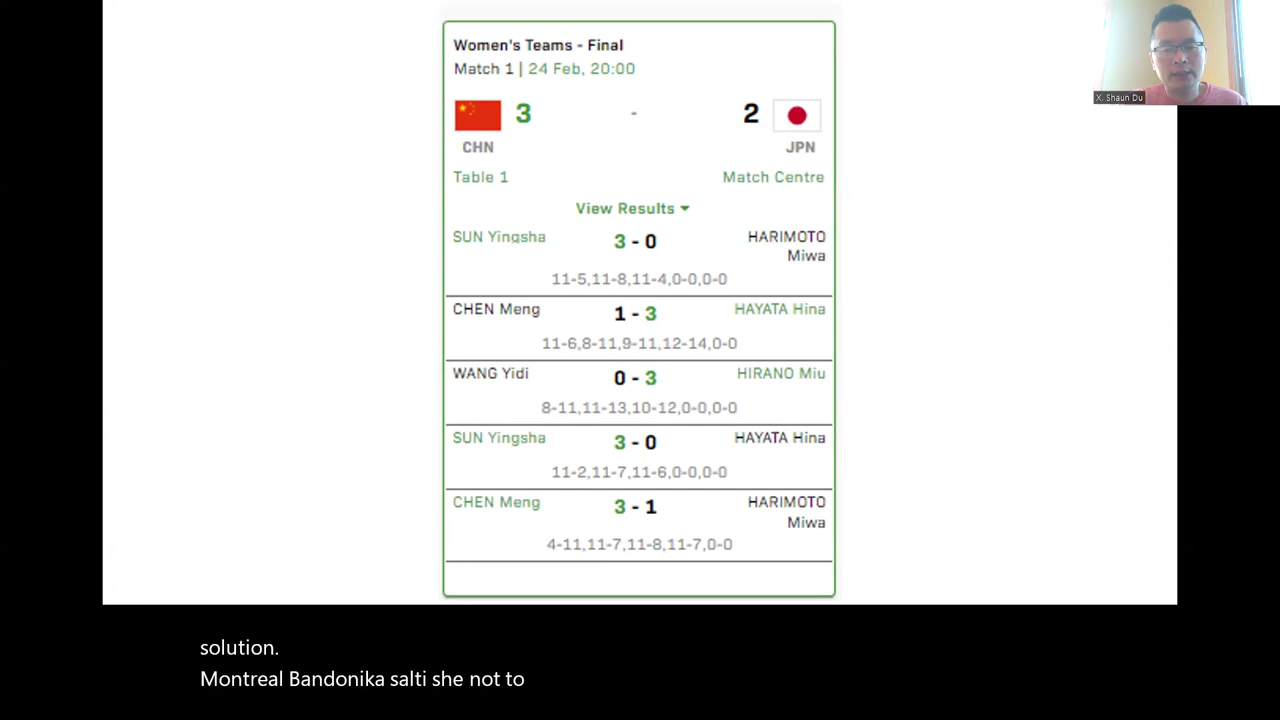 X. Shaun Du
Women's Teams - Final
Match 1 | 24 Feb, 20:00
3 - 2
CHN JPN
Table 1 Match Centre
View Results
SUN Yingsha 3 - 0 HARIMOTO
Miwa
11-5,11-8,11-4,0-0,0-0
CHEN Meng 1 - 3 HAYATA Hina
11-6,8-11,9-11,12-14,0-0
WANG Yidi 0 - 3 HIRANO Miu
8-11,11-13,10-12,0-0,0-0
SUN Yingsha 3 - 0 HAYATA Hina
11-2,11-7,11-6,0-0,0-0
CHEN Meng 3 - 1 HARIMOTO
Miwa
4-11,11-7,11-8,11-7,0-0
solution.
Montreal Bandonika salti she not to